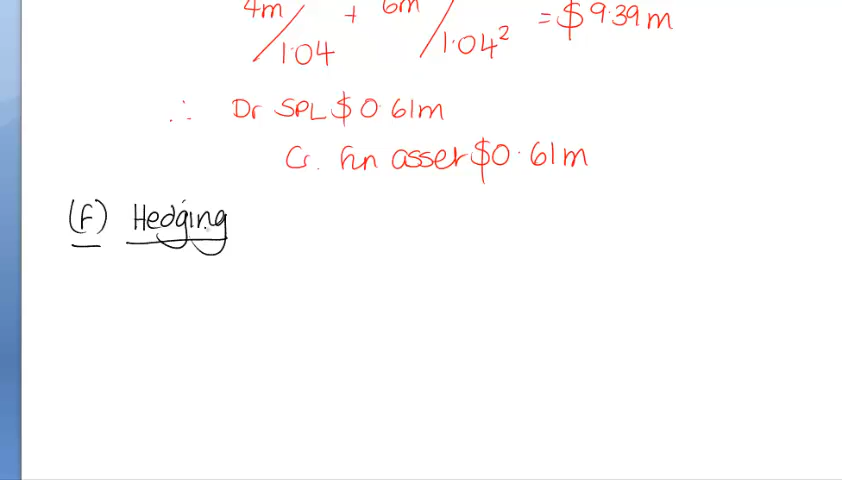 4m/1.04 + 6m/1.04² = $9.39m
∴ Dr SPL $0.61m
Cr. Fin asset $0.61m
(F) Hedging